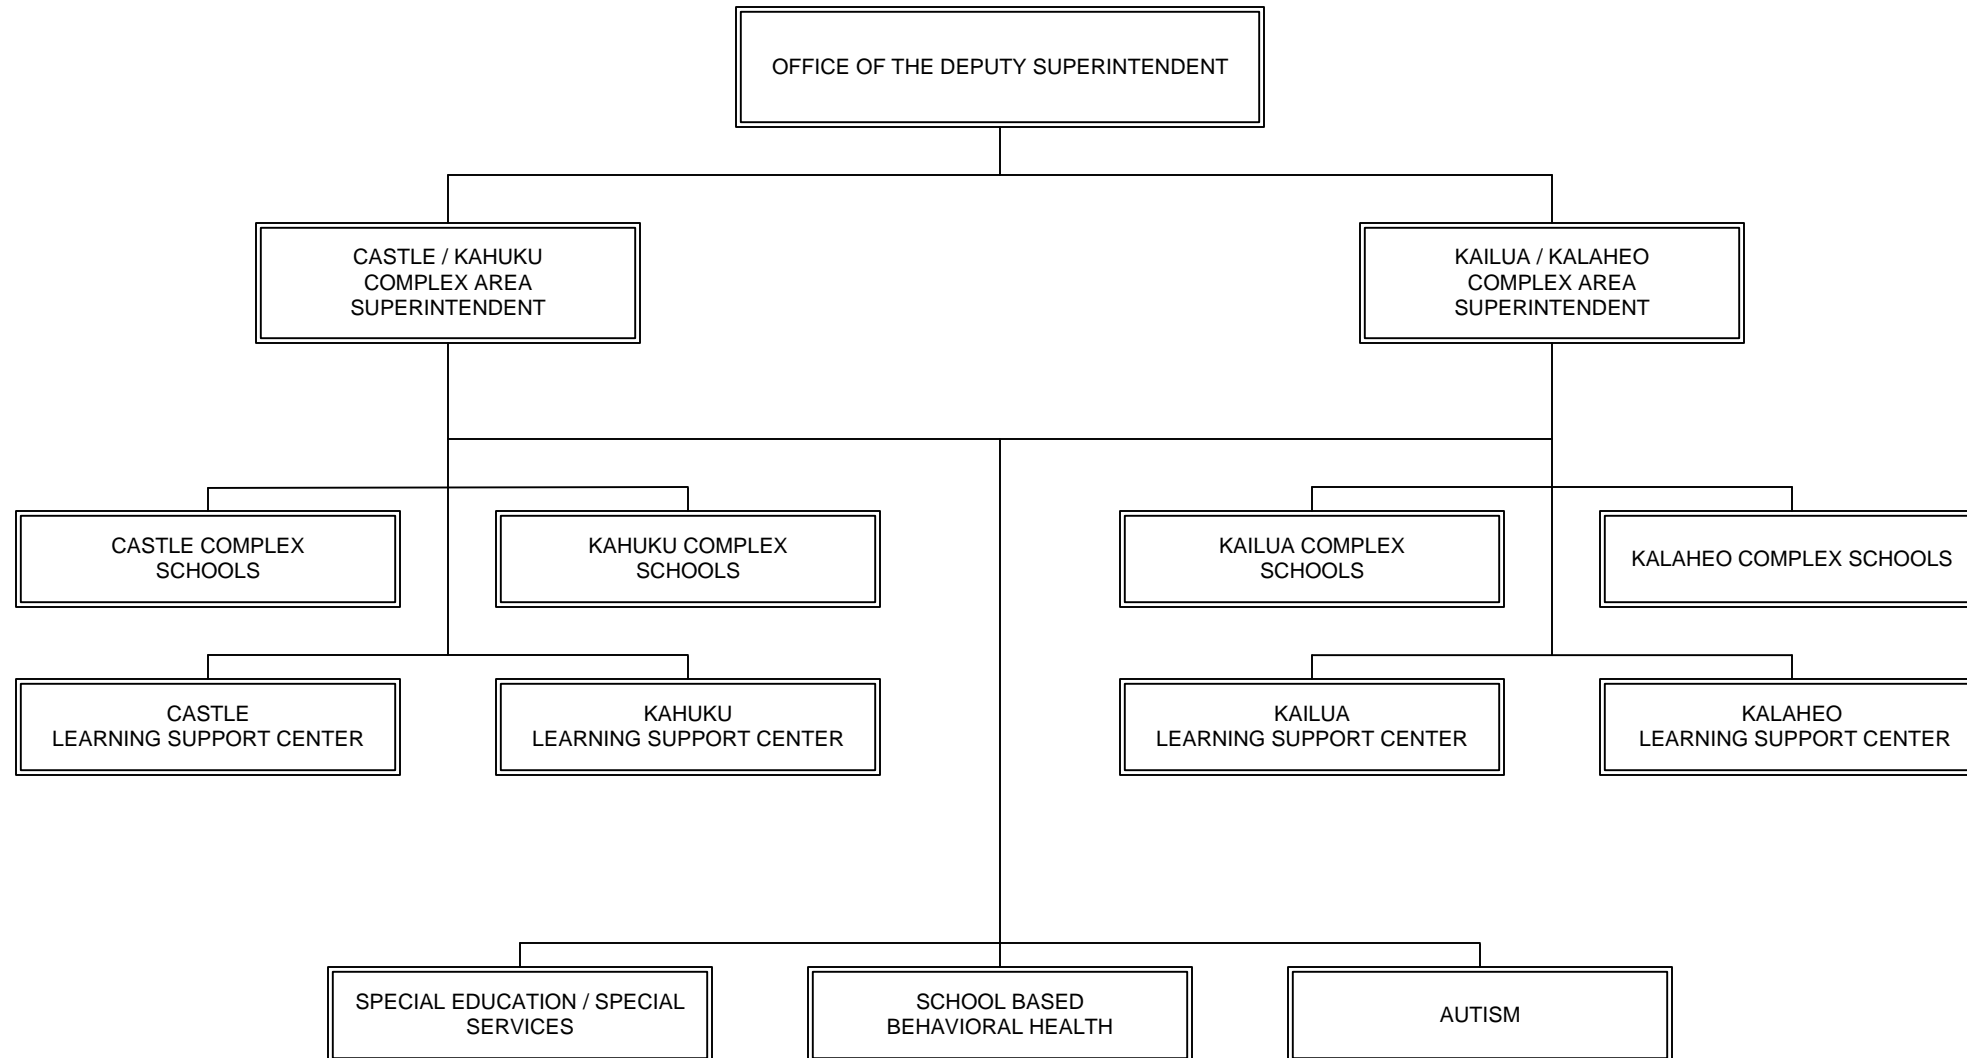 OFFICE OF THE DEPUTY SUPERINTENDENT
CASTLE / KAHUKU
COMPLEX AREA
SUPERINTENDENT
KAILUA / KALAHEO
COMPLEX AREA
SUPERINTENDENT
CASTLE COMPLEX
SCHOOLS
KAHUKU COMPLEX
SCHOOLS
KAILUA COMPLEX
SCHOOLS
KALAHEO COMPLEX SCHOOLS
CASTLE
LEARNING SUPPORT CENTER
KAHUKU
LEARNING SUPPORT CENTER
KAILUA
LEARNING SUPPORT CENTER
KALAHEO
LEARNING SUPPORT CENTER
SPECIAL EDUCATION / SPECIAL
SERVICES
SCHOOL BASED
BEHAVIORAL HEALTH
AUTISM